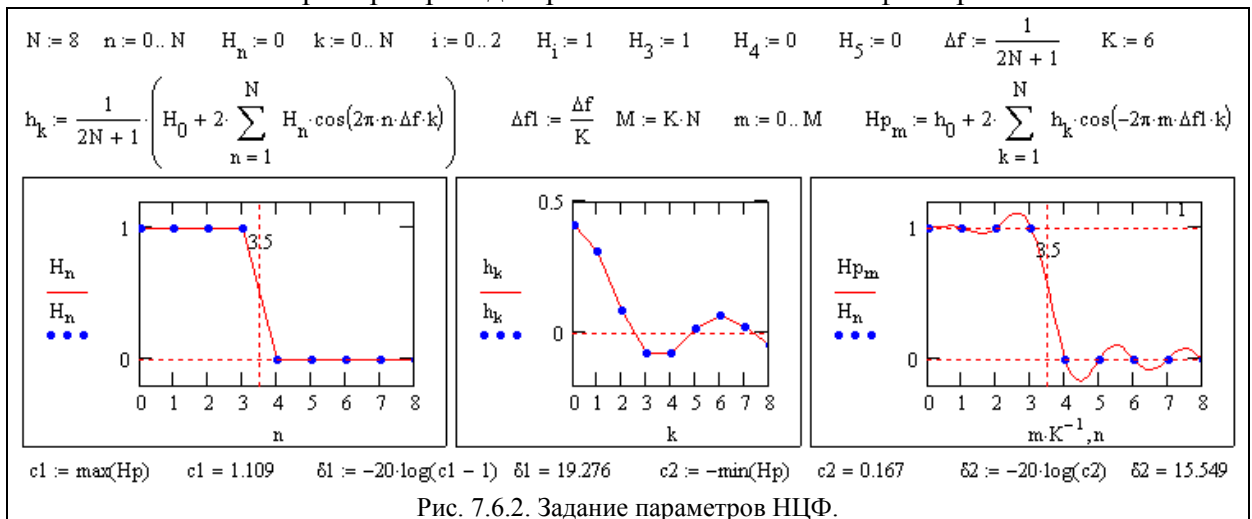 N := 8 n := 0.. N H_n := 0 k := 0.. N i := 0.. 2 H_i := 1 H_3 := 1 H_4 := 0 H_5 := 0 Δf := 1/(2N + 1) K := 6
h_k := 1/(2N + 1)·(H_0 + 2·∑_{n = 1}^{N} H_n·cos(2π·n·Δf·k)) Δf1 := Δf/K M := K·N m := 0.. M Hp_m := h_0 + 2·∑_{k = 1}^{N} h_k·cos(-2π·m·Δf1·k)
1
0
H_n
H_n
3.5
0 1 2 3 4 5 6 7 8
n
0.5
0
h_k
h_k
0 1 2 3 4 5 6 7 8
k
1
0
Hp_m
H_n
1
3.5
0 1 2 3 4 5 6 7 8
m·K^-1,n
c1 := max(Hp) c1 = 1.109 δ1 := -20·log(c1 - 1) δ1 = 19.276 c2 := -min(Hp) c2 = 0.167 δ2 := -20·log(c2) δ2 = 15.549
Рис. 7.6.2. Задание параметров НЦФ.